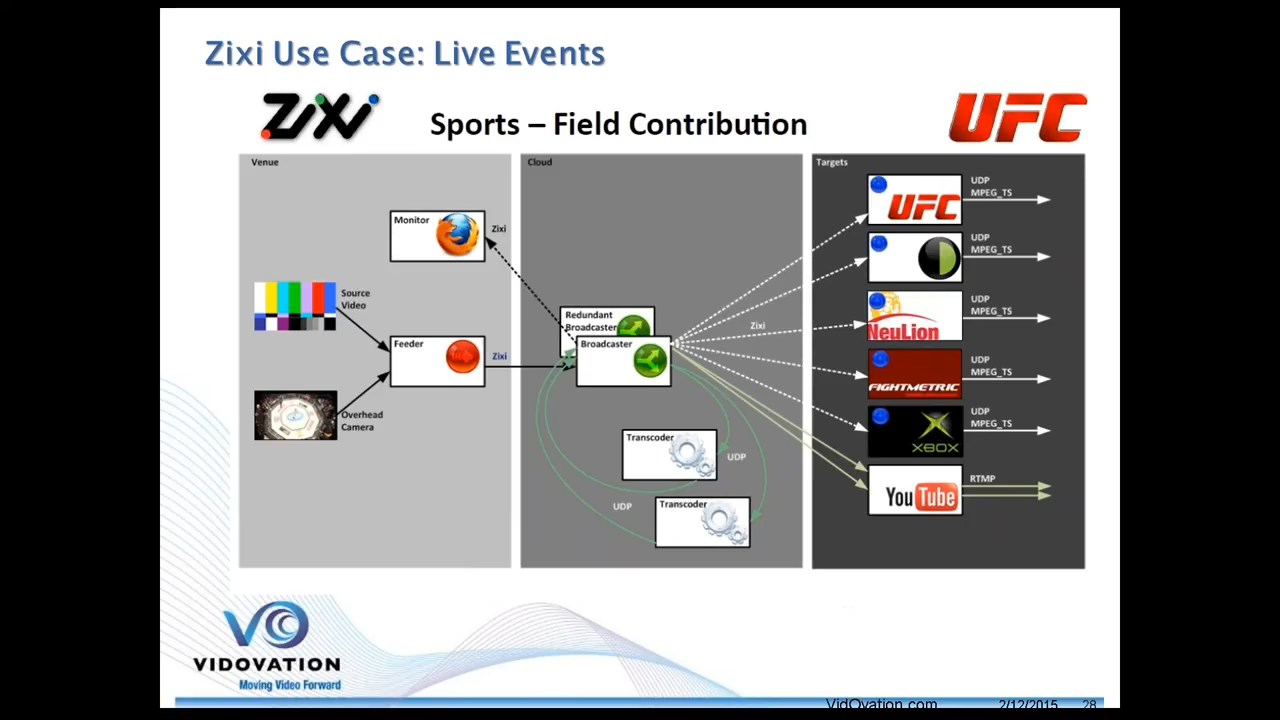 Zixi Use Case: Live Events
ZiXi
Sports – Field Contribution
UFC
Venue
Cloud
Targets
Monitor
Zixi
Source
Video
Feeder
Zixi
Overhead
Camera
Redundant
Broadcaster
Broadcaster
Transcoder
UDP
Transcoder
UDP
Zixi
UFC
UDP
MPEG_TS
UDP
MPEG_TS
NeuLion
UDP
MPEG_TS
FIGHTMETRIC
UDP
MPEG_TS
XBOX
UDP
MPEG_TS
YouTube
RTMP
VIDOVATION
Moving Video Forward
VidOvation.com 2/12/2015 28